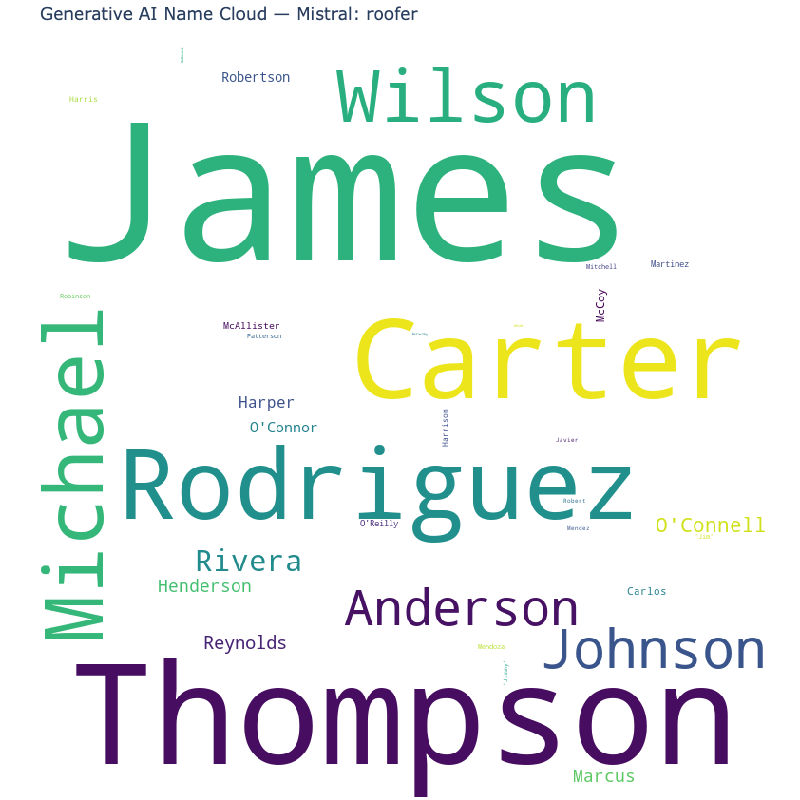 Generative AI Name Cloud — Mistral: roofer
Robertson
Wilson
Harris
James
Mitchell
Martinez
Robinson
McCoy
McAllister
Patterson
Carter
Michael
Harper
O'Connor
Harrison
Javier
Rodriguez
Robert
O'Reilly
Mendez
O'Connell
"Jim"
Rivera
Henderson
Anderson
Carlos
Reynolds
Johnson
Mendoza
Thompson
Marcus